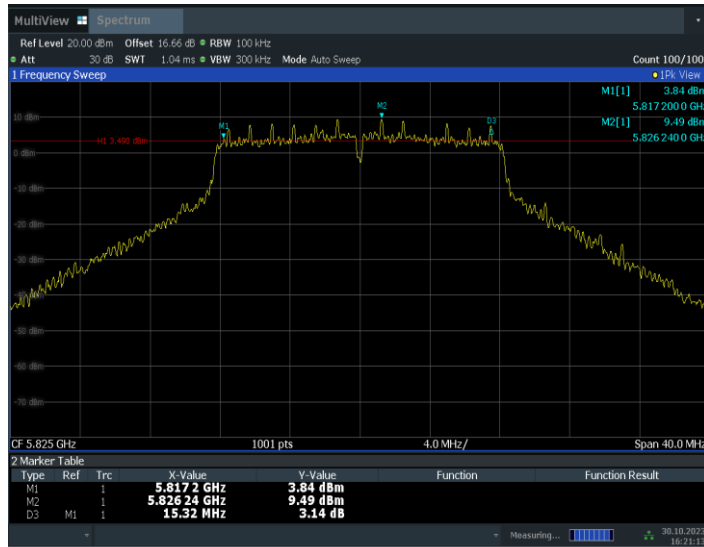 MultiView Spectrum
Ref Level 20.00 dBm Offset 16.66 dB RBW 100 kHz
Att 30 dB SWT 1.04 ms VBW 300 kHz Mode Auto Sweep Count 100/100
1 Frequency Sweep 1Pk View
M1[1] 3.84 dBm
5.817 200 0 GHz
M2[1] 9.49 dBm
5.826 240 0 GHz
M2
10 dBm
M1
D3
H1 3.490 dBm
0 dBm
-10 dBm
-20 dBm
-30 dBm
-50 dBm
-60 dBm
-70 dBm
CF 5.825 GHz 1001 pts 4.0 MHz/ Span 40.0 MHz
2 Marker Table
Type Ref Trc X-Value Y-Value Function Function Result
M1 1 5.817 2 GHz 3.84 dBm
M2 1 5.826 24 GHz 9.49 dBm
D3 M1 1 15.32 MHz 3.14 dB
Measuring... 30.10.2023
16:21:13